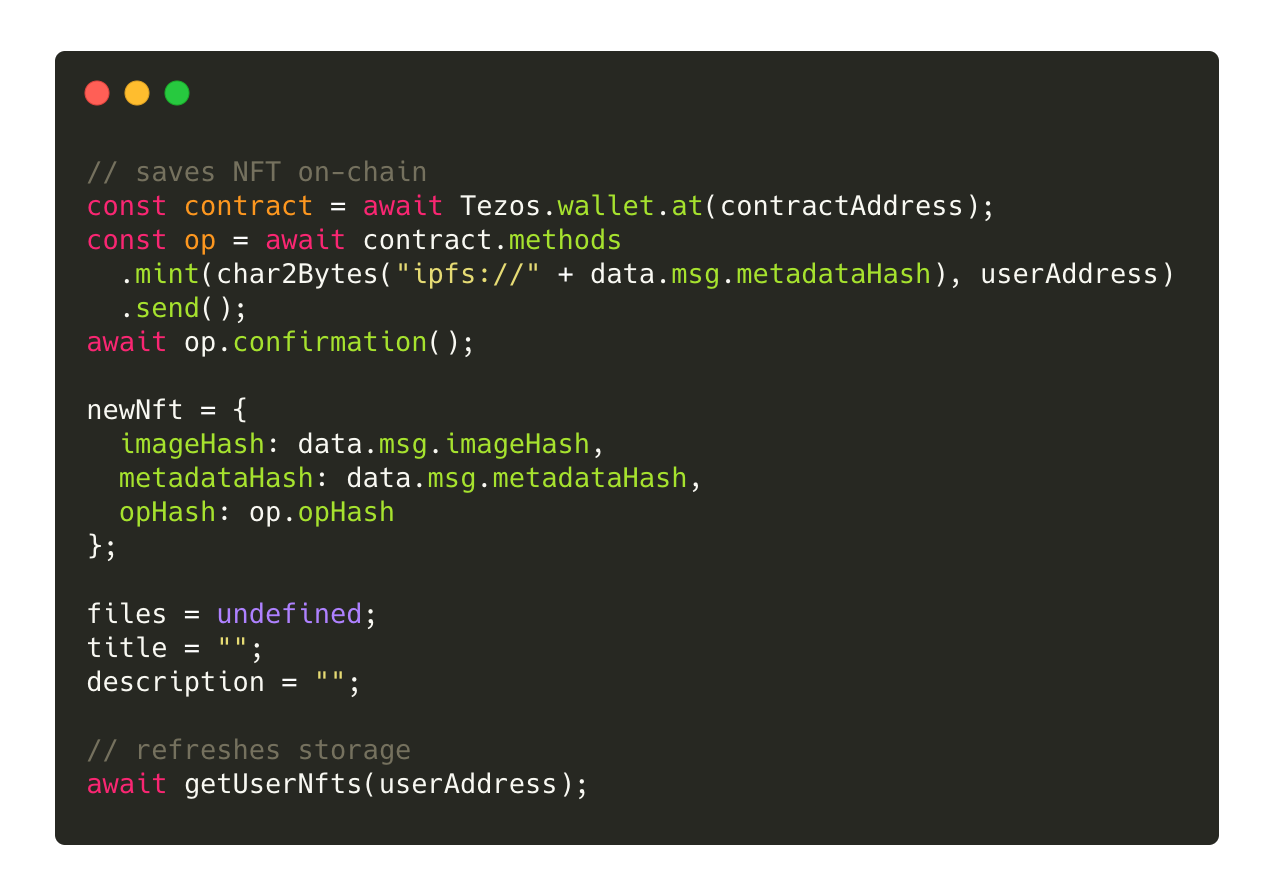 // saves NFT on-chain
const contract = await Tezos.wallet.at(contractAddress);
const op = await contract.methods
  .mint(char2Bytes("ipfs://" + data.msg.metadataHash), userAddress)
  .send();
await op.confirmation();

newNft = {
  imageHash: data.msg.imageHash,
  metadataHash: data.msg.metadataHash,
  opHash: op.opHash
};

files = undefined;
title = "";
description = "";

// refreshes storage
await getUserNfts(userAddress);